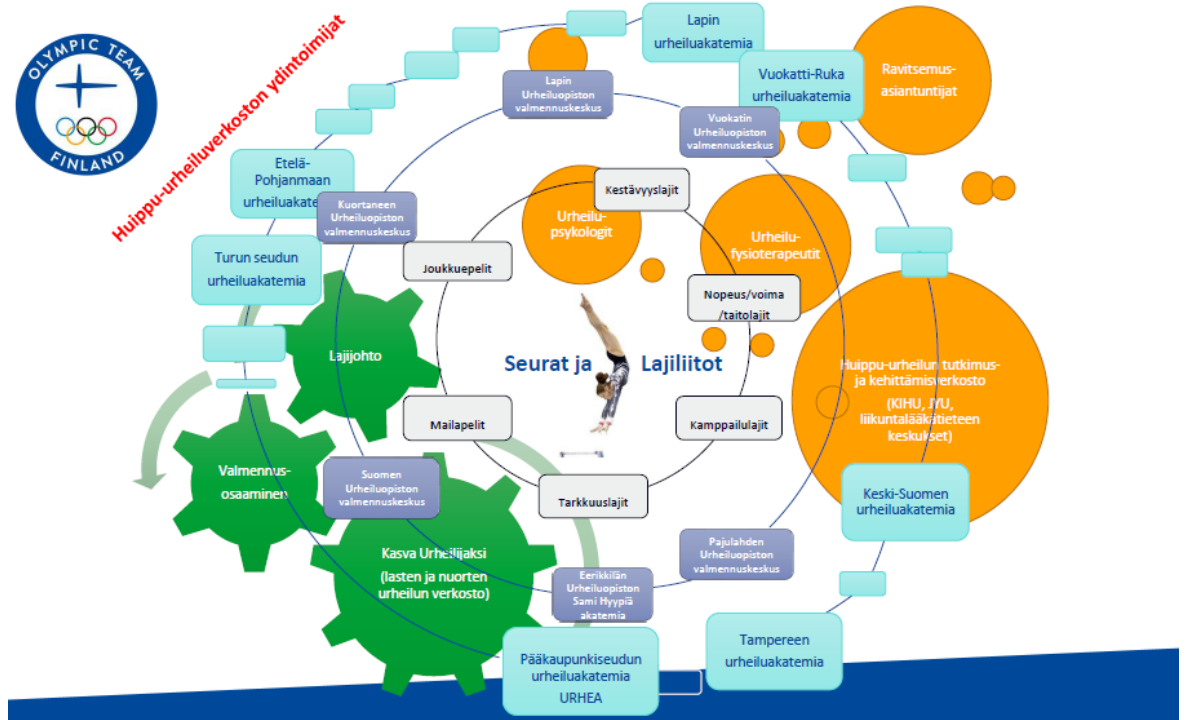 OLYMPIC TEAM
FINLAND
Huippu-urheiluverkoston ydintoimijat
Lapin
urheiluakatemia
Vuokatti-Ruka
urheiluakatemia
Ravitsemus-
asiantuntijat
Lapin
Urheiluopiston
valmennuskeskus
Vuokatin
Urheiluopiston
valmennuskeskus
Etelä-
Pohjanmaan
urheiluakatemia
Kuortaneen
Urheiluopiston
valmennuskeskus
Kestävyyslajit
Urheilu-
psykologit
Urheilu-
fysioterapeutit
Turun seudun
urheiluakatemia
Joukkuepelit
Nopeus/voima
/taitolajit
Lajijohto
Seurat ja Lajiliitot
Huippu-urheilun tutkimus-
ja kehittämisverkosto
(KIHU, JYU,
liikuntalääketieteen
keskukset)
Mailapelit
Kamppailulajit
Valmennus-
osaaminen
Suomen
Urheiluopiston
valmennuskeskus
Tarkkuuslajit
Keski-Suomen
urheiluakatemia
Kasva Urheilijaksi
(lasten ja nuorten
urheilun verkosto)
Pajulahden
Urheiluopiston
valmennuskeskus
Eerikkilän
Urheiluopiston
Sami Hyypiä
akatemia
Tampereen
urheiluakatemia
Pääkaupunkiseudun
urheiluakatemia
URHEA